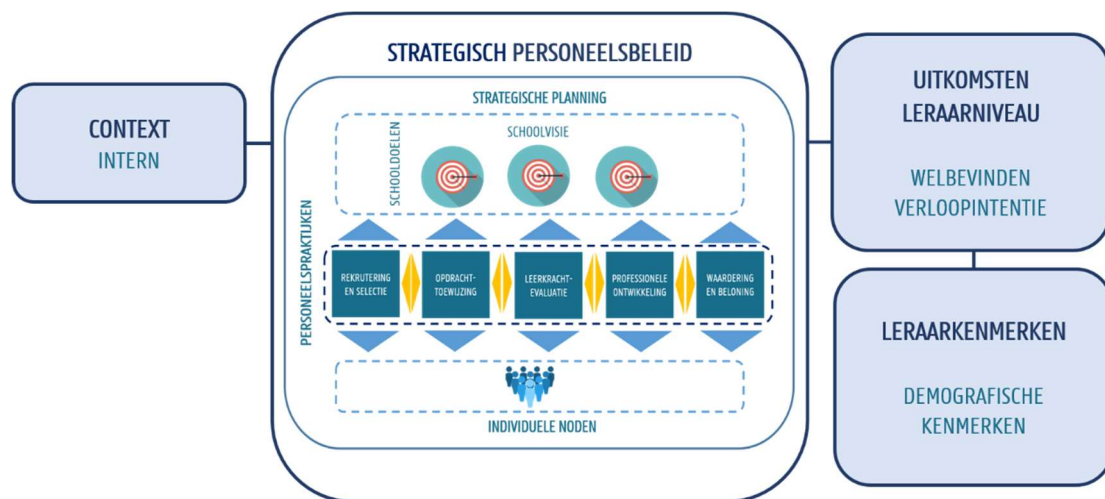 CONTEXT
INTERN
STRATEGISCH PERSONEELSBELEID
STRATEGISCHE PLANNING
SCHOOLDOELEN
SCHOOLVISIE
PERSONEELSPRAKTIJKEN
REKRUTERING
EN SELECTIE
OPDRACHT-
TOEWIJZING
LEERKRACHT-
EVALUATIE
PROFESSIONELE
ONTWIKKELING
WAARDERING
EN BELONING
INDIVIDUELE NODEN
UITKOMSTEN
LERAARNIVEAU
WELBEVINDEN
VERLOOPINTENTIE
LERAARKENMERKEN
DEMOGRAFISCHE
KENMERKEN